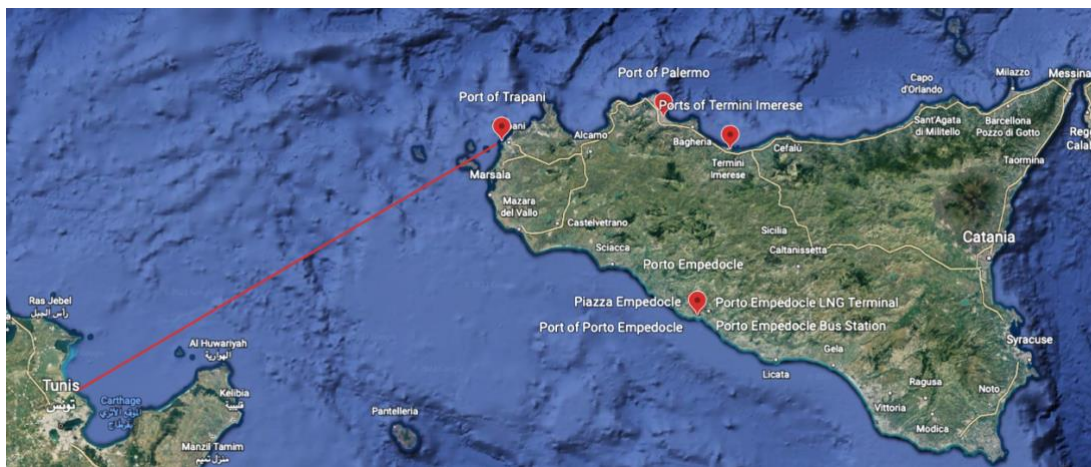 Port of Palermo
Port of Trapani
Ports of Termini Imerese
Capo
d'Orlando
Milazzo
Messina
Sant'Agata
di Militello
Barcellona
Pozzo di Gotto
Alcamo
Bagheria
Termini
Imerese
Cefalù
Taormina
Marsala
Mazara
del Vallo
Castelvetrano
Sciacca
Sicilia
Caltanissetta
Catania
Porto Empedocle
Piazza Empedocle
Porto Empedocle LNG Terminal
Port of Porto Empedocle
Porto Empedocle Bus Station
Gela
Licata
Syracuse
Ragusa
Noto
Vittoria
Modica
Ras Jebel
رأس الجبل
Al Huwariyah
الهوارية
Tunis
تونس
Carthage
Kelibia
قليبية
Pantelleria
Manzil Tamim
منزل تميم